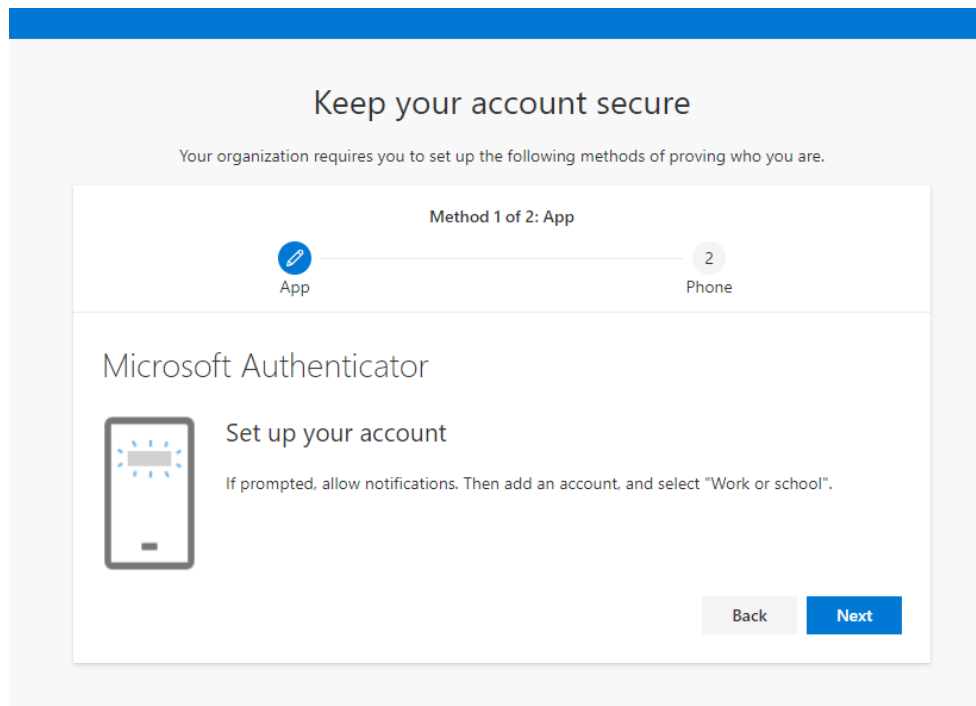 Keep your account secure
Your organization requires you to set up the following methods of proving who you are.
Method 1 of 2: App
2
App
Phone
Microsoft Authenticator
Set up your account
If prompted, allow notifications. Then add an account, and select "Work or school".
Back
Next